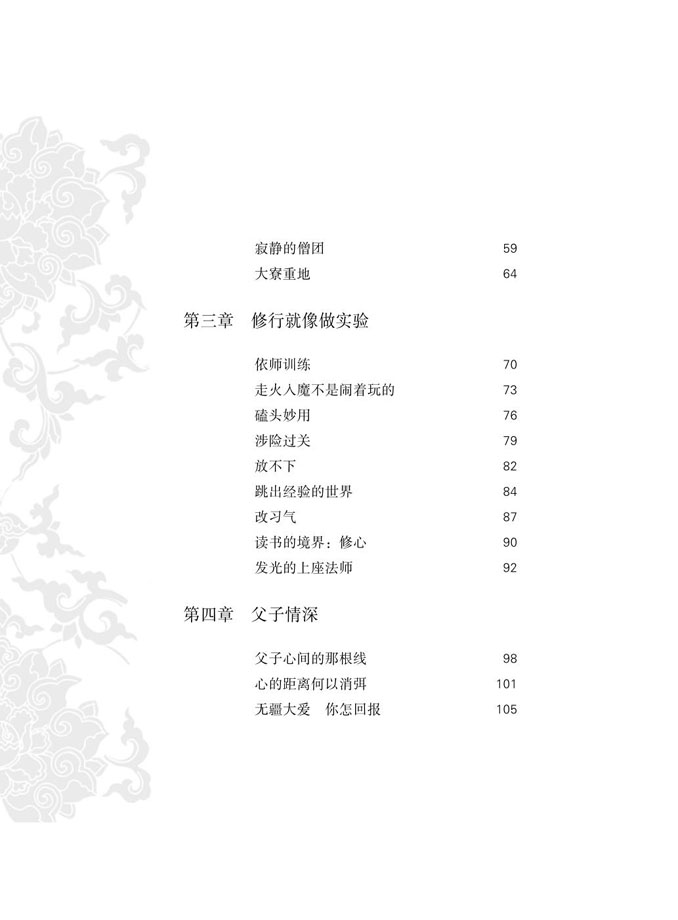 寂静的僧团 59
大寮重地 64
第三章 修行就像做实验
依师训练 70
走火入魔不是闹着玩的 73
磕头妙用 76
涉险过关 79
放不下 82
跳出经验的世界 84
改习气 87
读书的境界：修心 90
发光的上座法师 92
第四章 父子情深
父子心间的那根线 98
心的距离何以消弭 101
无疆大爱 你怎回报 105